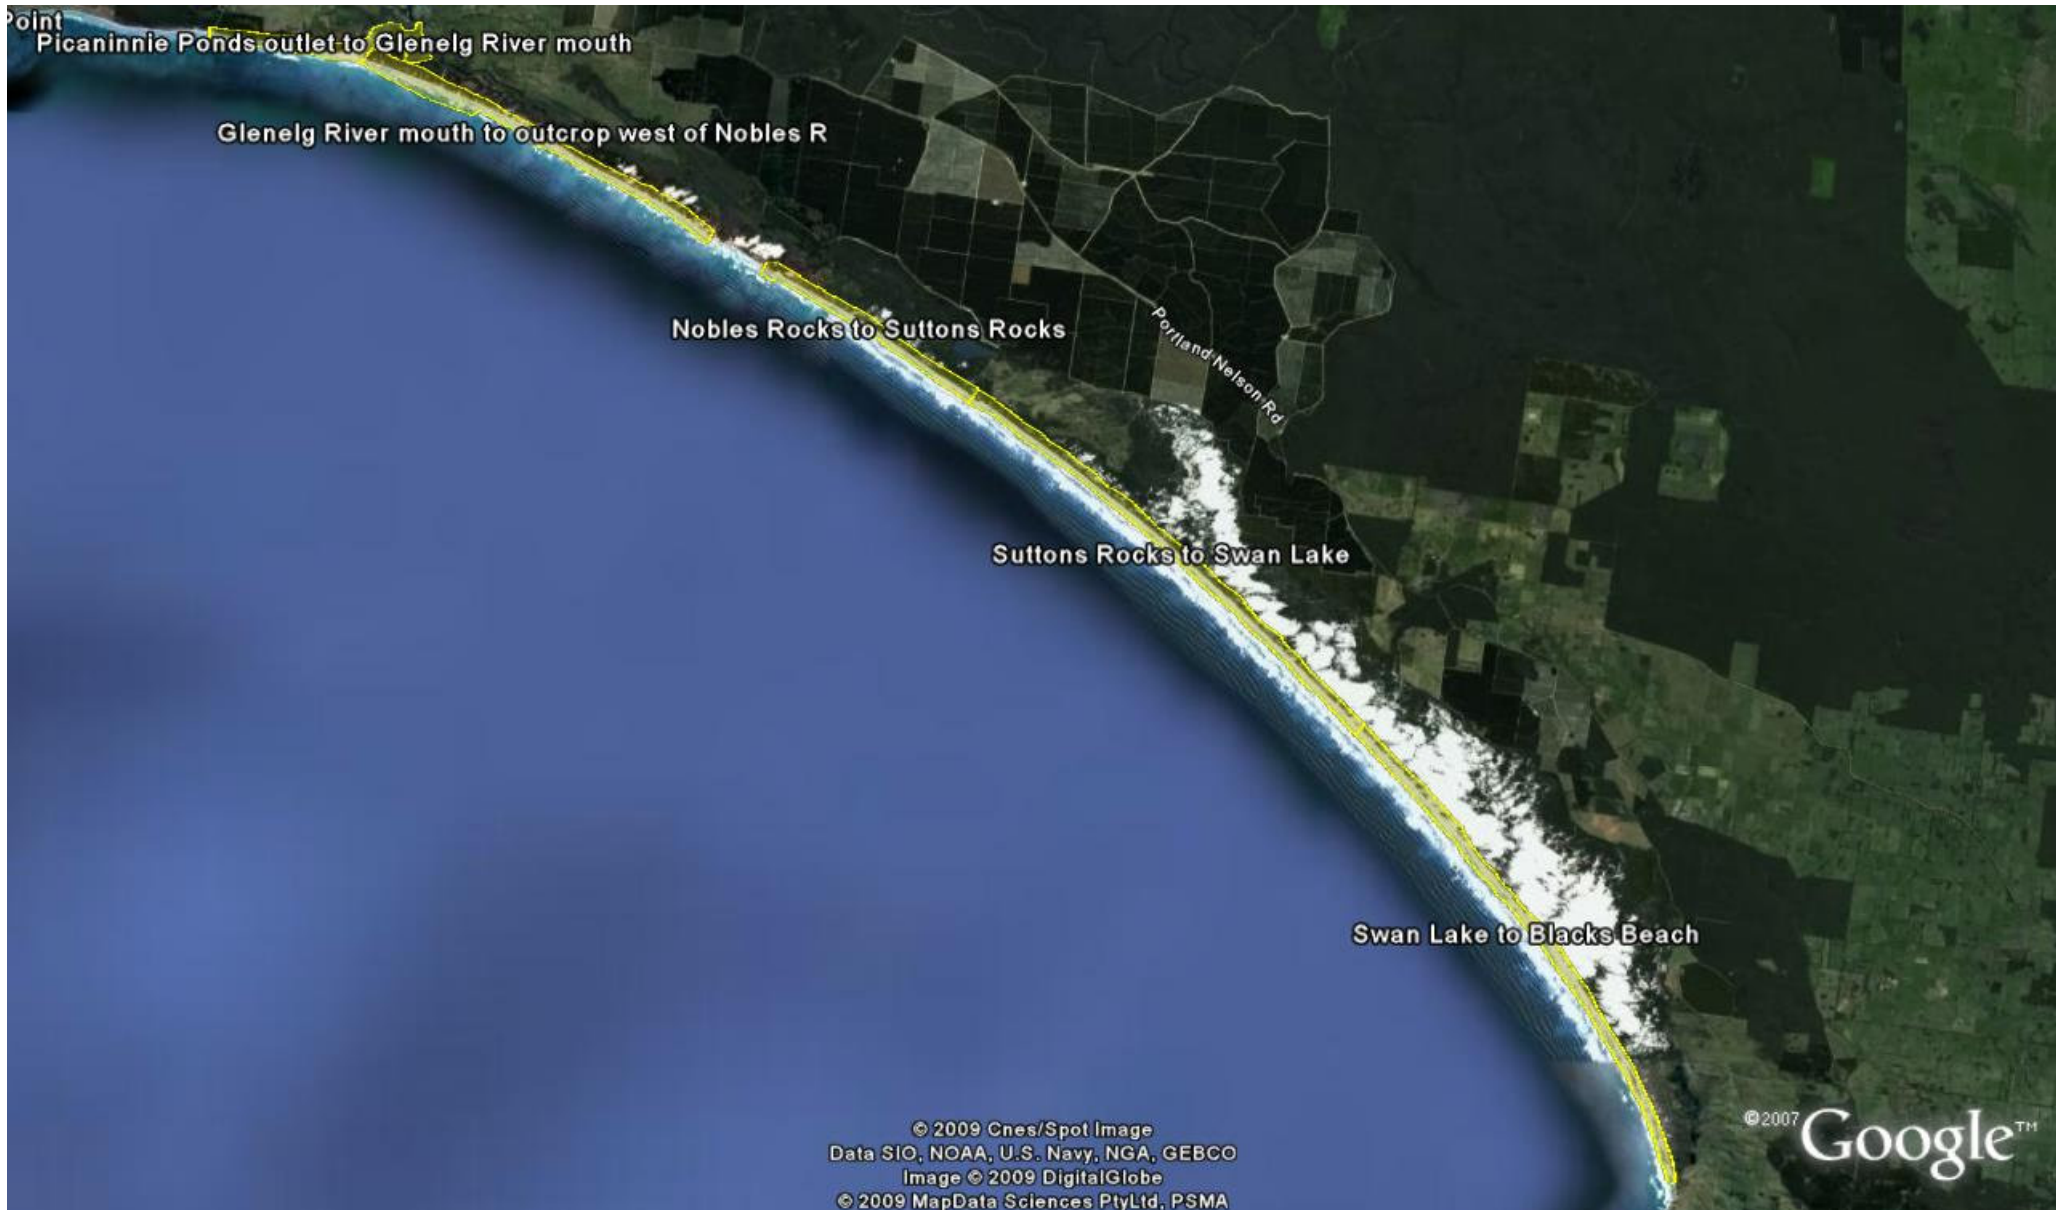 Point
Picaninnie Ponds outlet to Glenelg River mouth
Glenelg River mouth to outcrop west of Nobles R
Nobles Rocks to Suttons Rocks
Portland-Nelson Rd
Suttons Rocks to Swan Lake
Swan Lake to Blacks Beach
© 2009 Cnes/Spot Image
Data SIO, NOAA, U.S. Navy, NGA, GEBCO
Image © 2009 DigitalGlobe
© 2009 MapData Sciences PtyLtd, PSMA
©2007 Google™